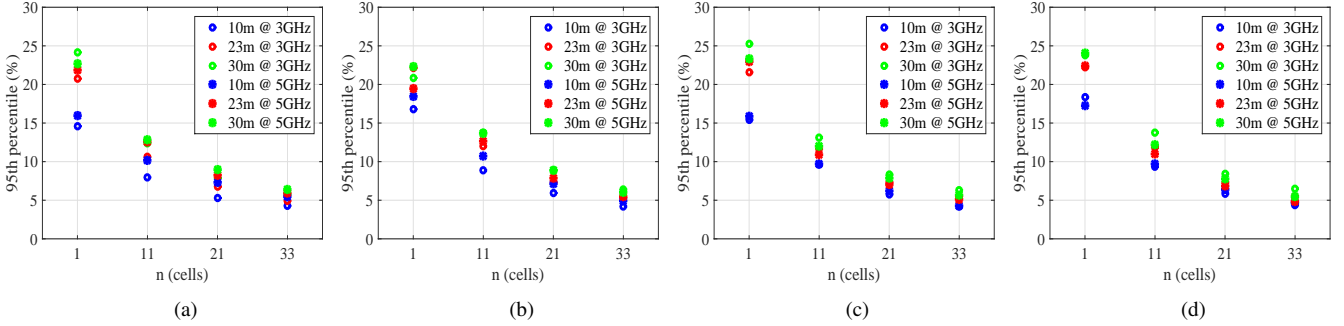 95th percentile (%)
30
25
20
15
10
5
0
1
11
21
33
n (cells)
10m @ 3GHz
23m @ 3GHz
30m @ 3GHz
10m @ 5GHz
23m @ 5GHz
30m @ 5GHz
(a)
95th percentile (%)
30
25
20
15
10
5
0
1
11
21
33
n (cells)
10m @ 3GHz
23m @ 3GHz
30m @ 3GHz
10m @ 5GHz
23m @ 5GHz
30m @ 5GHz
(b)
95th percentile (%)
30
25
20
15
10
5
0
1
11
21
33
n (cells)
10m @ 3GHz
23m @ 3GHz
30m @ 3GHz
10m @ 5GHz
23m @ 5GHz
30m @ 5GHz
(c)
95th percentile (%)
30
25
20
15
10
5
0
1
11
21
33
n (cells)
10m @ 3GHz
23m @ 3GHz
30m @ 3GHz
10m @ 5GHz
23m @ 5GHz
30m @ 5GHz
(d)